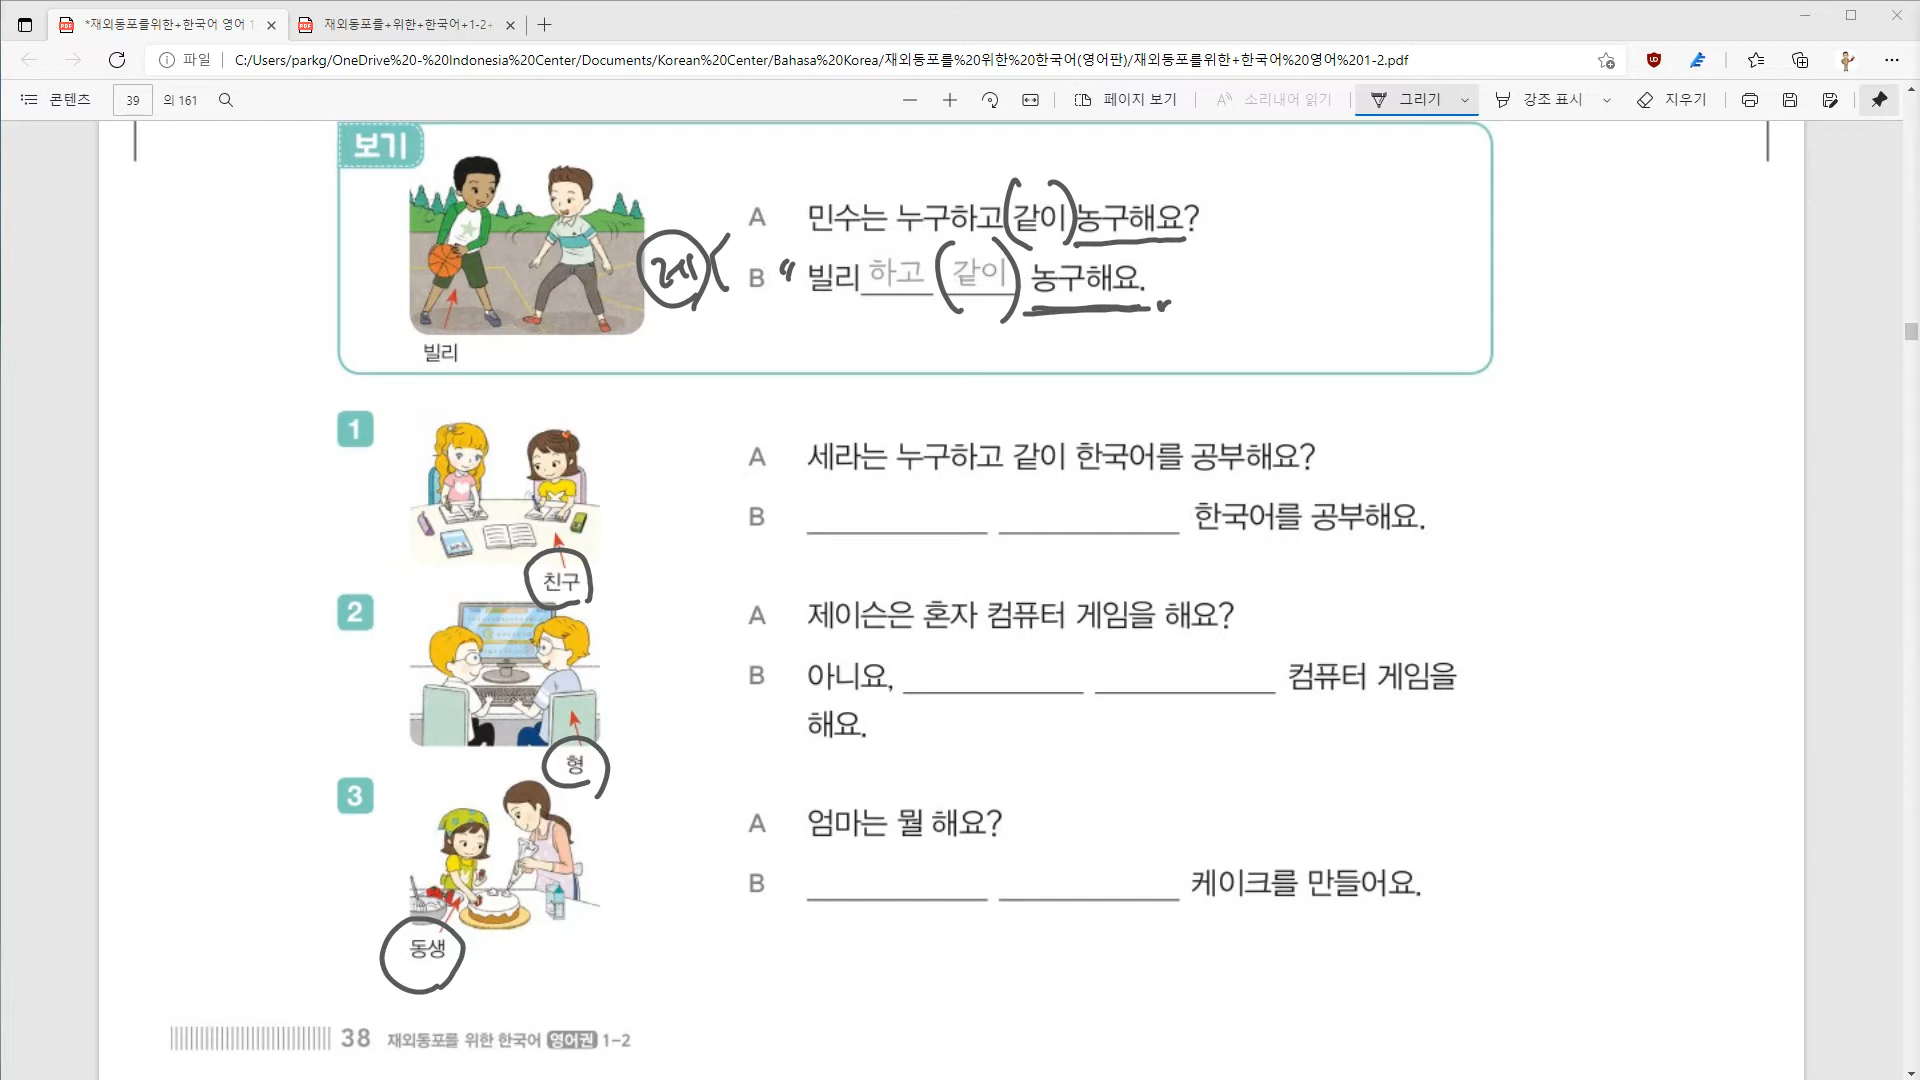 *재외동포를위한+한국어 영어 1
재외동포를+위한+한국어+1-2+
파일
C:/Users/parkg/OneDrive%20-%20Indonesia%20Center/Documents/Korean%20Center/Bahasa%20Korea/재외동포를%20위한%20한국어(영어판)/재외동포를위한+한국어%20영어%201-2.pdf
콘텐츠 39 의 161 페이지 보기 소리내어 읽기 그리기 강조 표시 지우기
보기
A 민수는 누구하고 같이 농구해요?
B 빌리 하고 같이 농구해요.
빌리
1
A 세라는 누구하고 같이 한국어를 공부해요?
B 한국어를 공부해요.
친구
2
A 제이슨은 혼자 컴퓨터 게임을 해요?
B 아니요, 컴퓨터 게임을
해요.
형
3
A 엄마는 뭘 해요?
B 케이크를 만들어요.
동생
38 재외동포를 위한 한국어 영어권 1-2